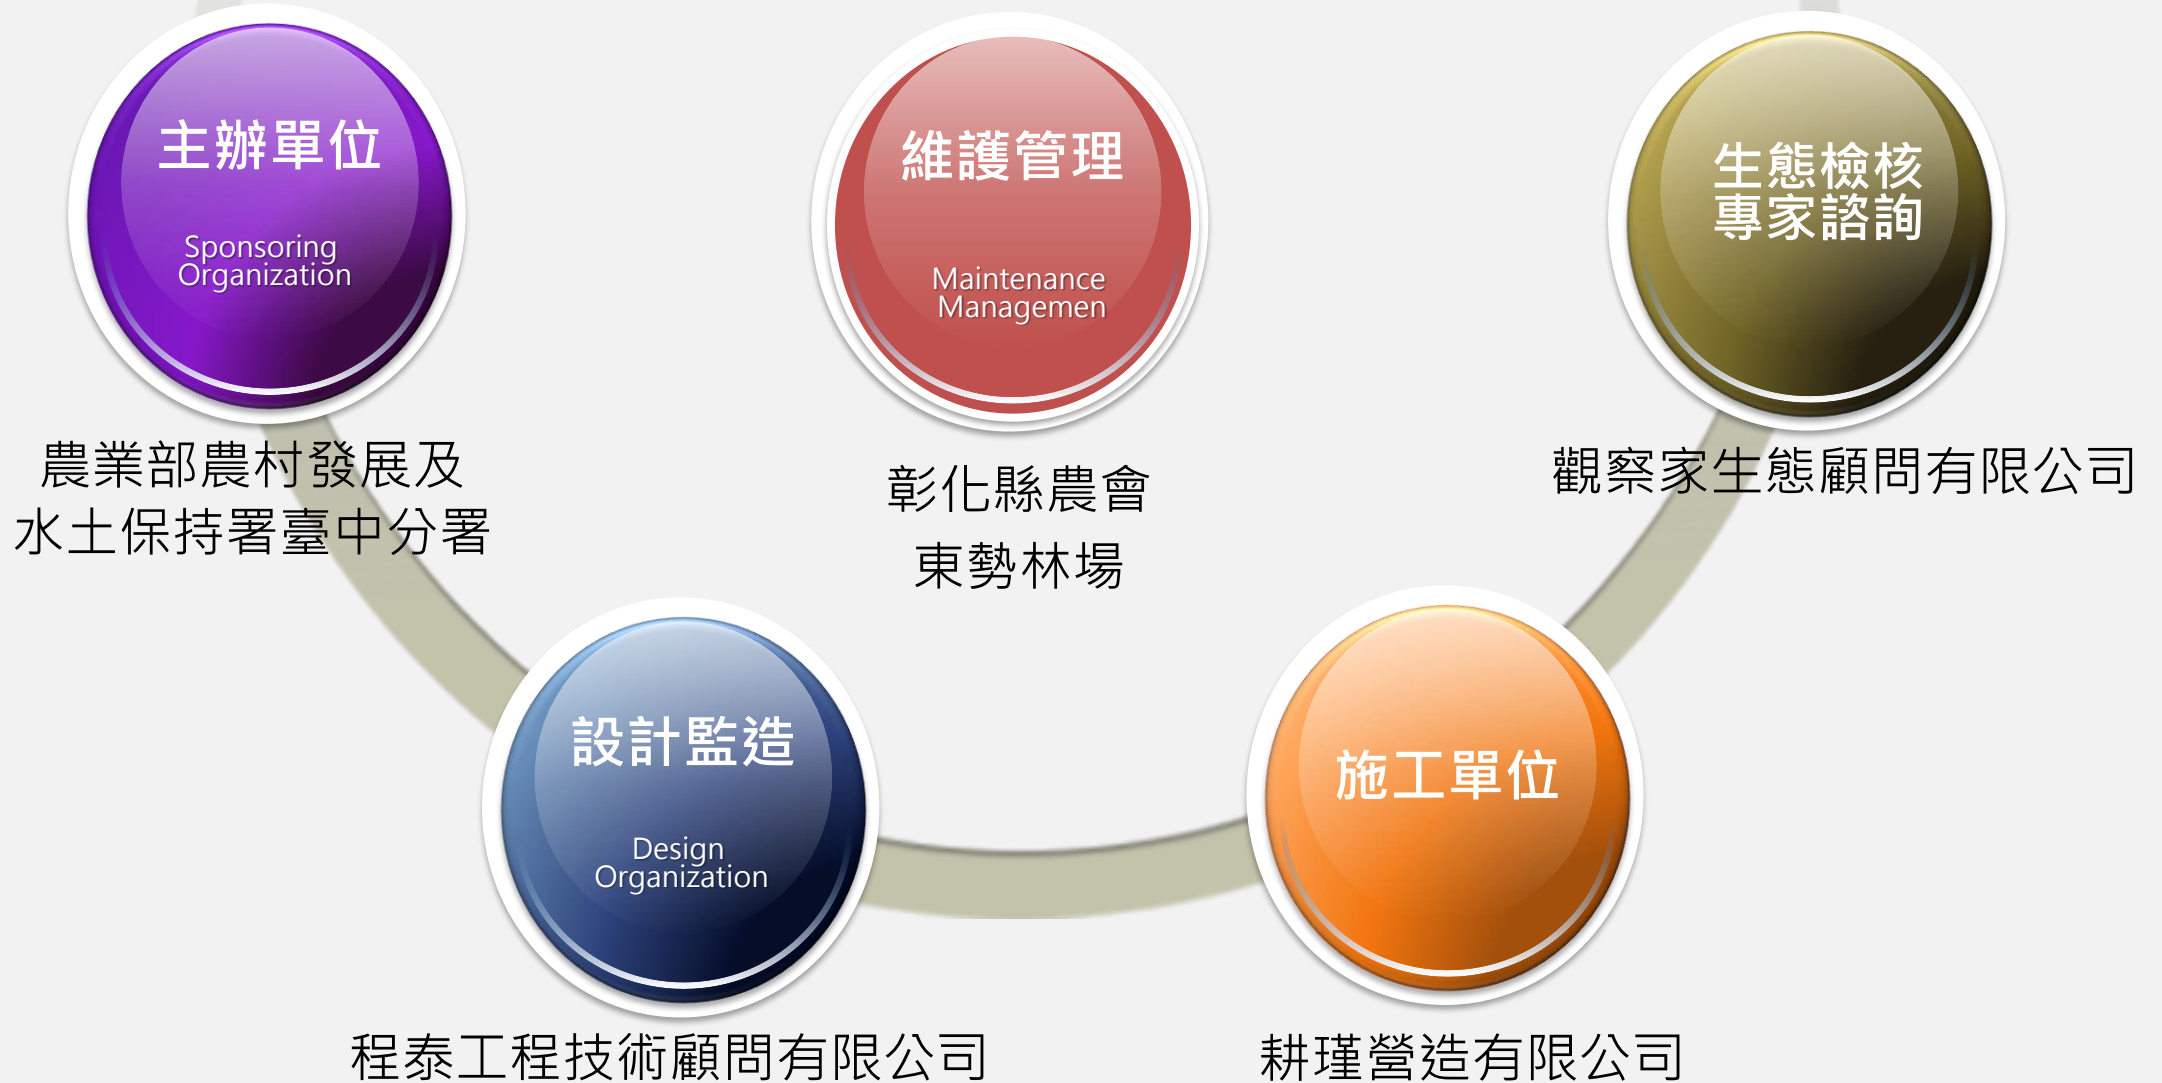 主辦單位
Sponsoring
Organization
農業部農村發展及
水土保持署臺中分署
維護管理
Maintenance
Managemen
彰化縣農會
東勢林場
生態檢核
專家諮詢
觀察家生態顧問有限公司
設計監造
Design
Organization
程泰工程技術顧問有限公司
施工單位
耕瑾營造有限公司